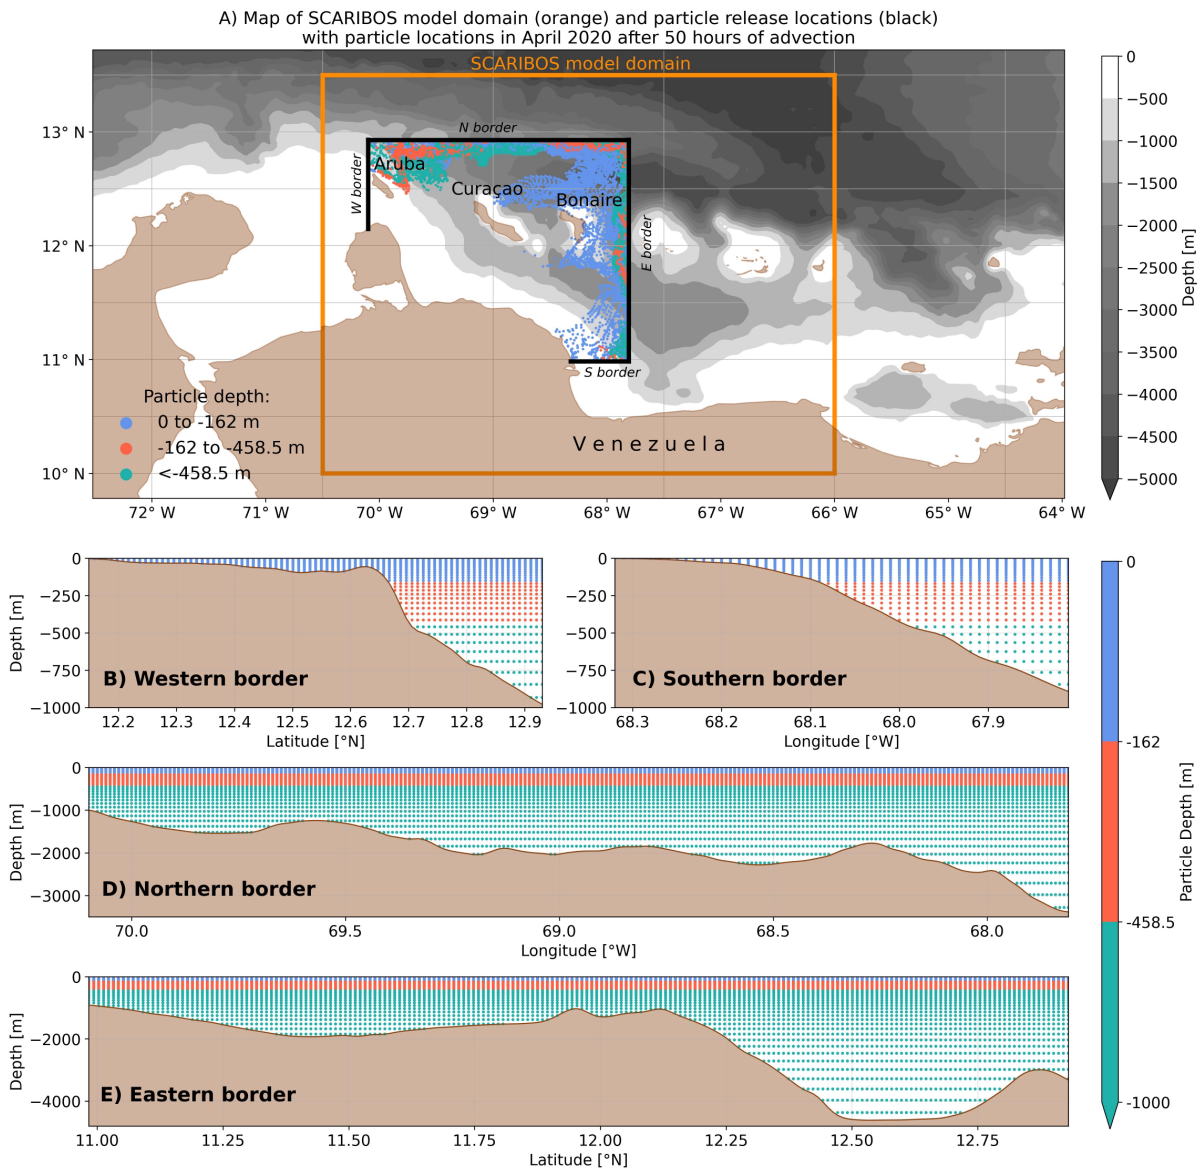 A) Map of SCARIBOS model domain (orange) and particle release locations (black)
with particle locations in April 2020 after 50 hours of advection
SCARIBOS model domain
N border
W border
Aruba
Curaçao
Bonaire
E border
S border
Venezuela
Particle depth:
0 to -162 m
-162 to -458.5 m
<-458.5 m
13° N
12° N
11° N
10° N
72° W
71° W
70° W
69° W
68° W
67° W
66° W
65° W
64° W
0
−500
−1000
−1500
−2000
−2500
−3000
−3500
−4000
−4500
−5000
Depth [m]
0
−250
−500
−750
−1000
Depth [m]
B) Western border
12.2
12.3
12.4
12.5
12.6
12.7
12.8
12.9
Latitude [°N]
0
−250
−500
−750
−1000
Depth [m]
C) Southern border
68.3
68.2
68.1
68.0
67.9
Longitude [°W]
0
−1000
−2000
−3000
Depth [m]
D) Northern border
70.0
69.5
69.0
68.5
68.0
Longitude [°W]
0
−2000
−4000
Depth [m]
E) Eastern border
11.00
11.25
11.50
11.75
12.00
12.25
12.50
12.75
Latitude [°N]
0
-162
-458.5
-1000
Particle Depth [m]